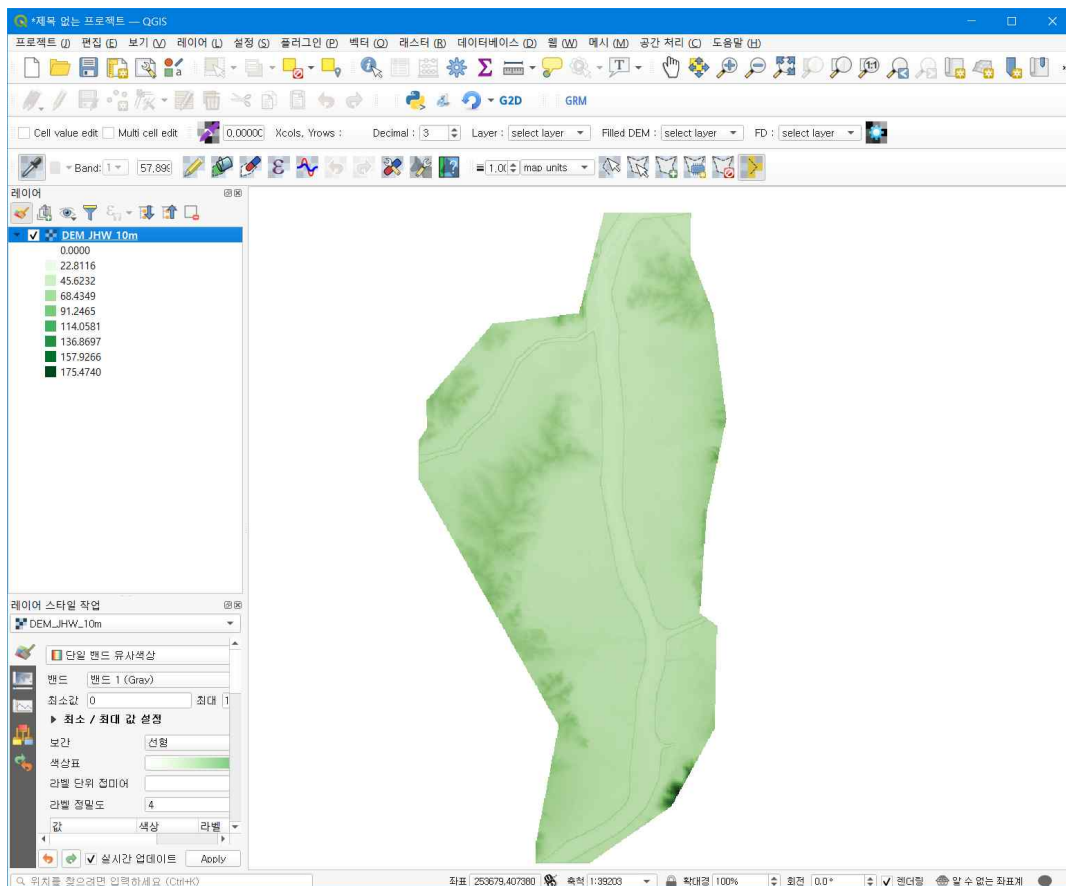 *제목 없는 프로젝트 — QGIS
프로젝트 (J) 편집 (E) 보기 (V) 레이어 (L) 설정 (S) 플러그인 (P) 벡터 (O) 래스터 (R) 데이터베이스 (D) 웹 (W) 메시 (M) 공간 처리 (C) 도움말 (H)
G2D GRM
Cell value edit Multi cell edit 0,0000 Xcols, Yrows : Decimal : 3 Layer : select layer Filled DEM : select layer FD : select layer
Band: 1 57,89 1,0 map units
레이어
DEM_JHW_10m
0.0000
22.8116
45.6232
68.4349
91.2465
114.0581
136.8697
157.9266
175.4740
레이어 스타일 작업
DEM_JHW_10m
단일 밴드 유사색상
밴드 밴드 1 (Gray)
최소값 0 최대 1
최소 / 최대 값 설정
보간 선형
색상표
라벨 단위 접미어
라벨 정밀도 4
값 색상 라벨
실시간 업데이트 Apply
위치를 찾으려면 입력하세요 (Ctrl+K) 좌표 253679,407380 축척 1:39203 확대경 100% 회전 0.0° 렌더링 알 수 없는 좌표계